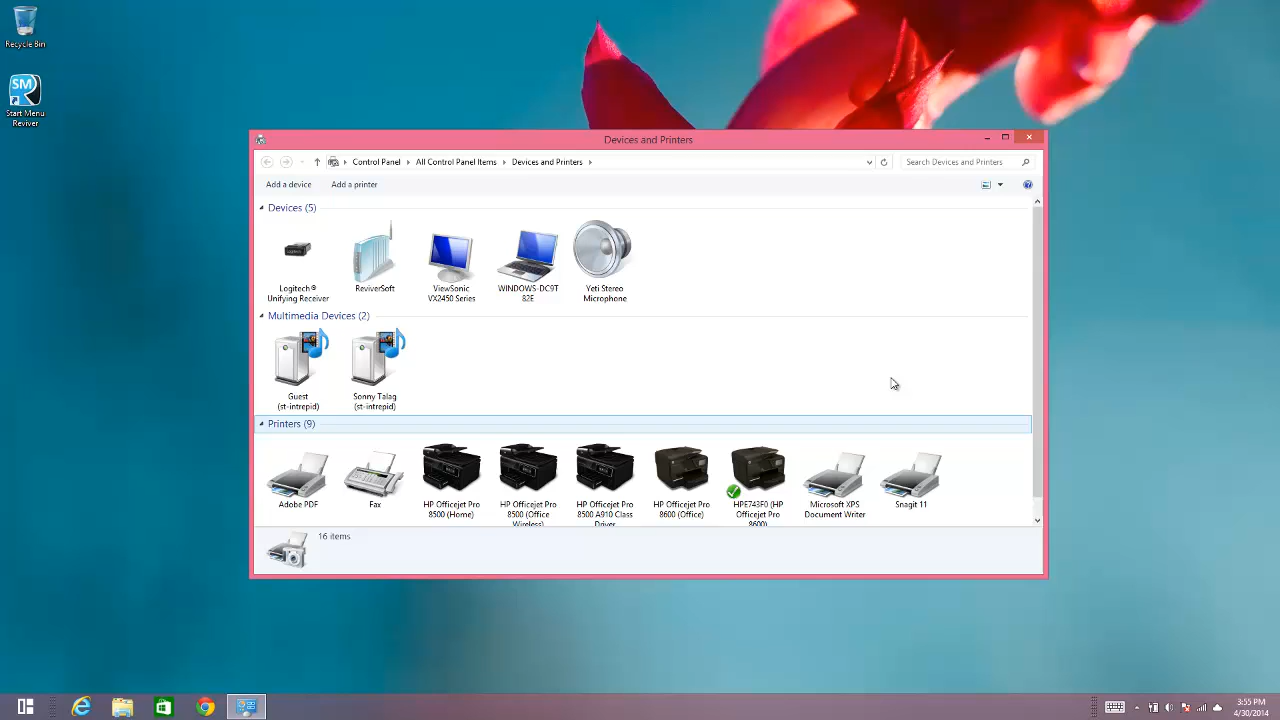 Recycle Bin
SM
Start Menu
Reviver
Devices and Printers
Control Panel
All Control Panel Items
Devices and Printers
Search Devices and Printers
Add a device
Add a printer
Devices (5)
Logitech®
Unifying Receiver
ReviverSoft
ViewSonic
VX2450 Series
WINDOWS-DC9T
82E
Yeti Stereo
Microphone
Multimedia Devices (2)
Guest
(st-intrepid)
Sonny Talag
(st-intrepid)
Printers (9)
Adobe PDF
Fax
HP Officejet Pro
8500 (Home)
HP Officejet Pro
8500 (Office
Wireless)
HP Officejet Pro
8500 A910 Class
Driver
HP Officejet Pro
8600 (Office)
HPE743F0 (HP
Officejet Pro
8600)
Microsoft XPS
Document Writer
Snagit 11
16 items
3:55 PM
4/30/2014